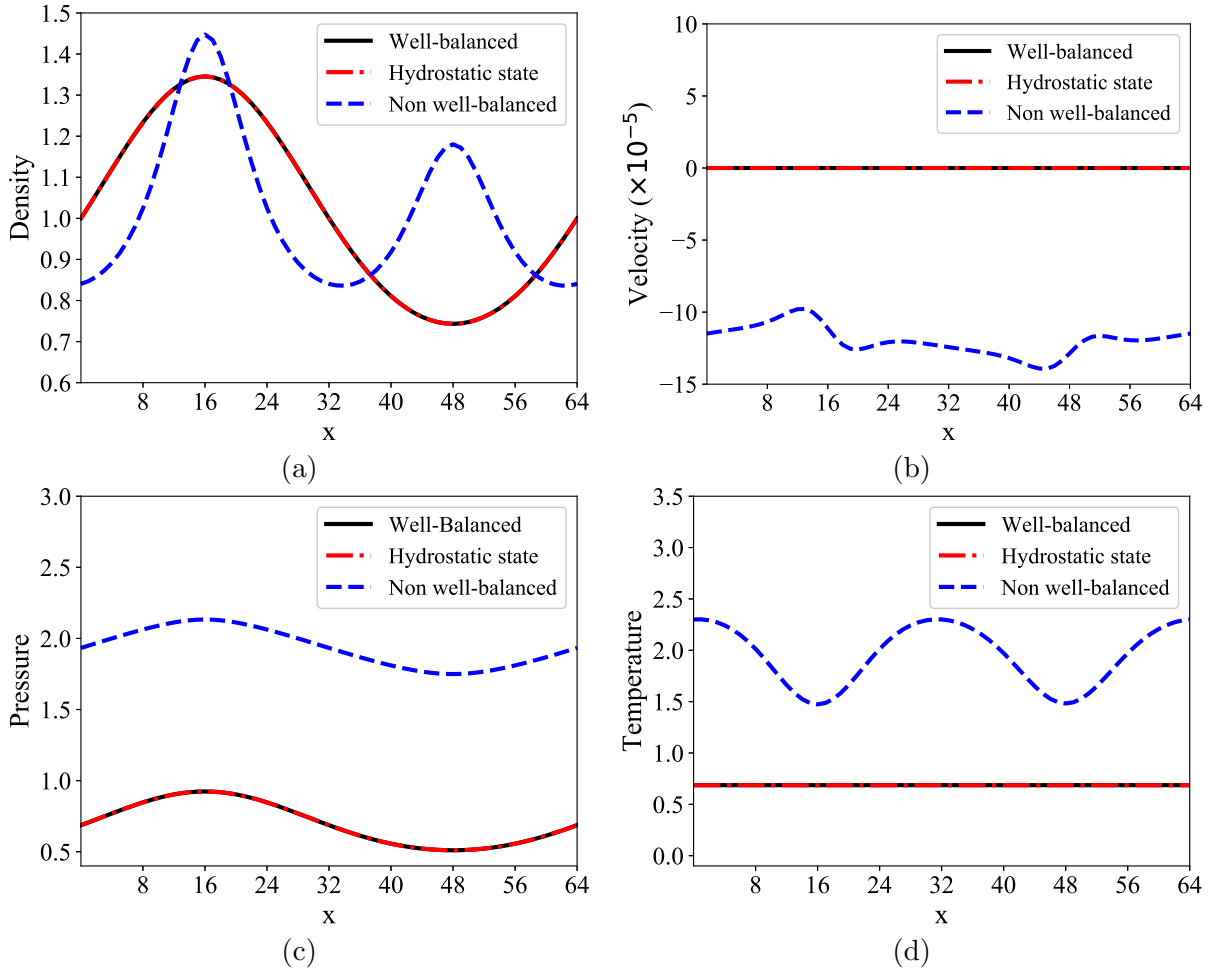 Density
1.5
1.4
1.3
1.2
1.1
1.0
0.9
0.8
0.7
0.6
Well-balanced
Hydrostatic state
Non well-balanced
8 16 24 32 40 48 56 64
x
(a)
Velocity (×10⁻⁵)
10
5
0
−5
−10
−15
Well-balanced
Hydrostatic state
Non well-balanced
8 16 24 32 40 48 56 64
x
(b)
Pressure
3.0
2.5
2.0
1.5
1.0
0.5
Well-Balanced
Hydrostatic state
Non well-balanced
8 16 24 32 40 48 56 64
x
(c)
Temperature
3.5
3.0
2.5
2.0
1.5
1.0
0.5
0.0
Well-balanced
Hydrostatic state
Non well-balanced
8 16 24 32 40 48 56 64
x
(d)